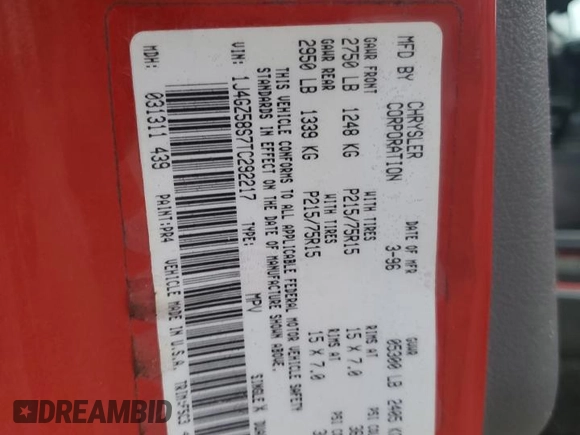 MFD BY CHRYSLER CORPORATION DATE OF MFR 3-96 GVWR 05300 LB
GAWR FRONT WITH TIRES RIMS AT
2750 LB 1248 KG P215/75R15 15 X 7.0
GAWR REAR WITH TIRES RIMS AT
2950 LB 1339 KG P215/75R15 15 X 7.0
THIS VEHICLE CONFORMS TO ALL APPLICABLE FEDERAL MOTOR VEHICLE SAFETY
STANDARDS IN EFFECT ON THE DATE OF MANUFACTURE SHOWN ABOVE.
VIN: 1J4GZ58S7TC292217 TYPE: MPV SINGLE X
MDH: 031311 439 PAINT: PR4 VEHICLE MADE IN U.S.A.
DREAMBID